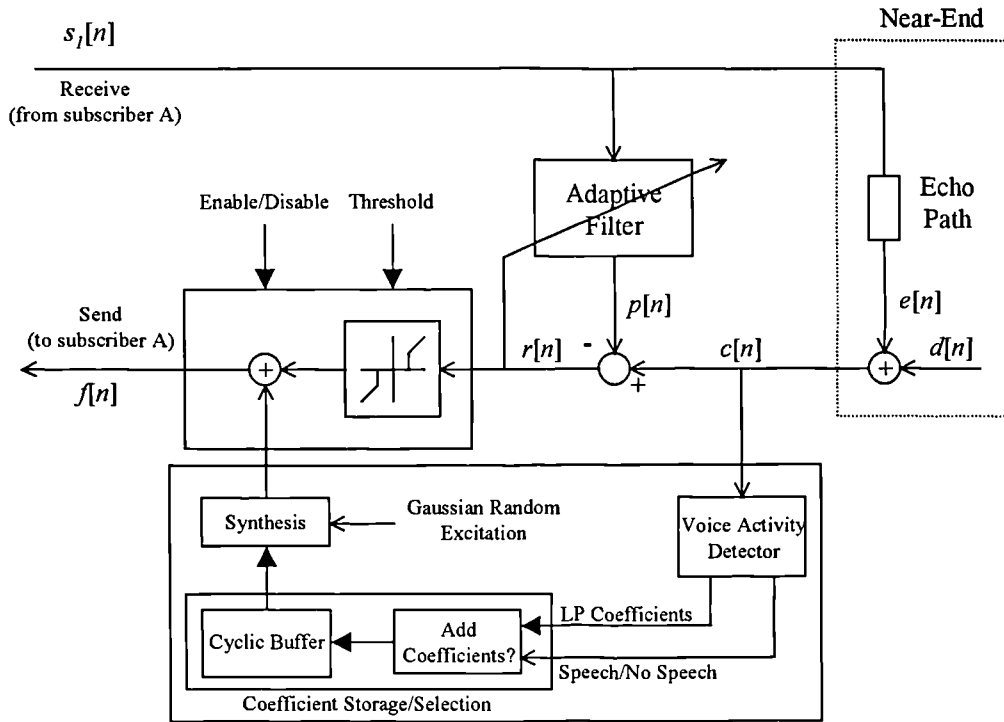 Near-End
s₁[n]
Receive
(from subscriber A)
Enable/Disable
Threshold
Adaptive
Filter
Echo
Path
Send
(to subscriber A)
f[n]
p[n]
e[n]
r[n]
-
c[n]
d[n]
+
+
+
Synthesis
Gaussian Random
Excitation
Voice Activity
Detector
Cyclic Buffer
Add
Coefficients?
LP Coefficients
Speech/No Speech
Coefficient Storage/Selection